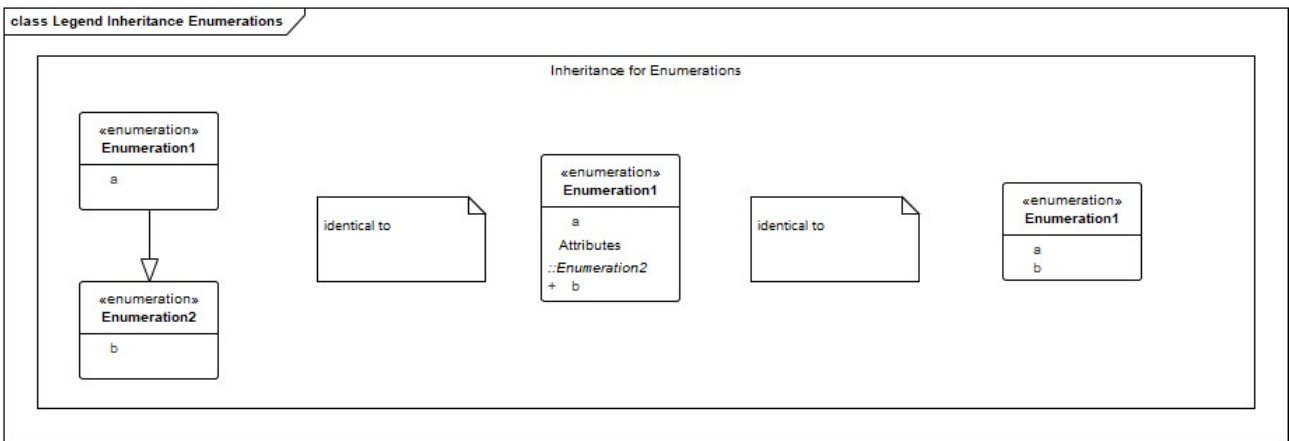 class Legend Inheritance Enumerations
Inheritance for Enumerations
«enumeration»
Enumeration1
a
«enumeration»
Enumeration2
b
identical to
«enumeration»
Enumeration1
a
Attributes
::Enumeration2
+ b
identical to
«enumeration»
Enumeration1
a
b